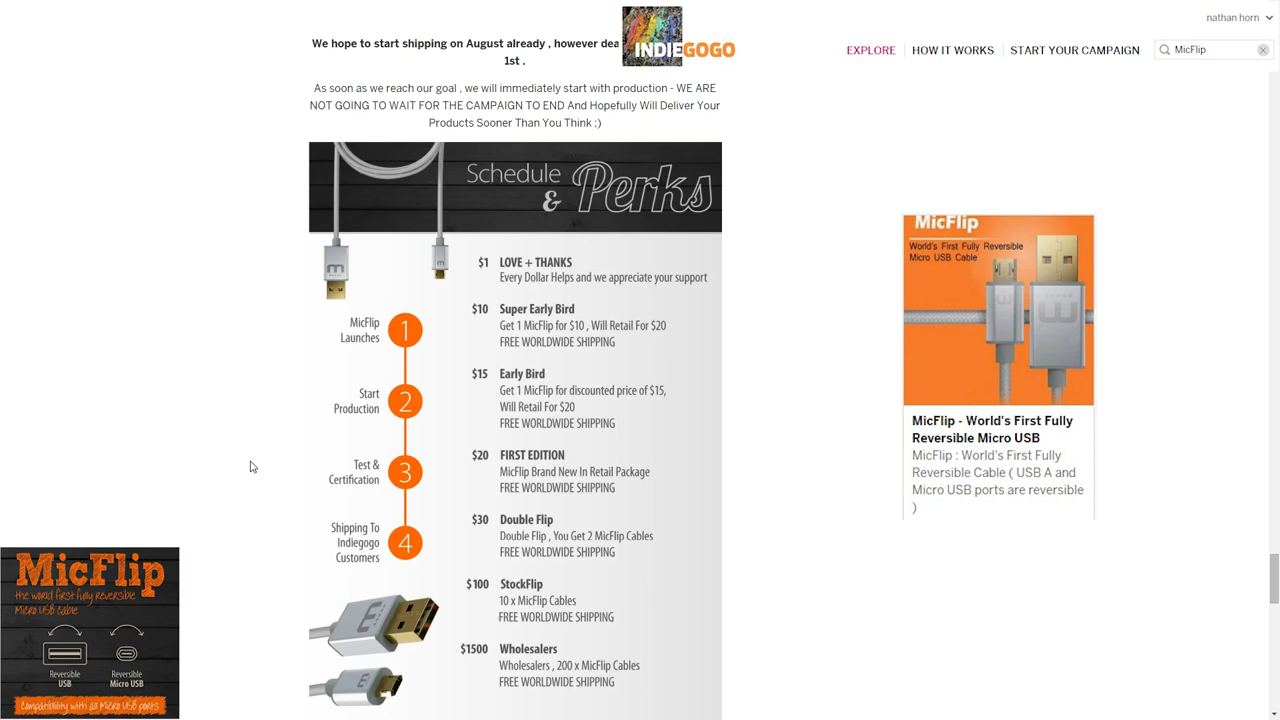 nathan horn
We hope to start shipping on August already , however dea
1st .
INDIEGOGO
EXPLORE
HOW IT WORKS
START YOUR CAMPAIGN
MicFlip
As soon as we reach our goal , we will immediately start with production - WE ARE
NOT GOING TO WAIT FOR THE CAMPAIGN TO END And Hopefully Will Deliver Your
Products Sooner Than You Think ;)
Schedule
& Perks
$1 LOVE + THANKS
Every Dollar Helps and we appreciate your support
$10 Super Early Bird
Get 1 MicFlip for $10 , Will Retail For $20
FREE WORLDWIDE SHIPPING
$15 Early Bird
Get 1 MicFlip for discounted price of $15,
Will Retail For $20
FREE WORLDWIDE SHIPPING
$20 FIRST EDITION
MicFlip Brand New In Retail Package
FREE WORLDWIDE SHIPPING
$30 Double Flip
Double Flip , You Get 2 MicFlip Cables
FREE WORLDWIDE SHIPPING
$100 StockFlip
10 x MicFlip Cables
FREE WORLDWIDE SHIPPING
$1500 Wholesalers
Wholesalers , 200 x MicFlip Cables
FREE WORLDWIDE SHIPPING
MicFlip
Launches
1
Start
Production
2
Test &
Certification
3
Shipping To
Indiegogo
Customers
4
MicFlip
World's First Fully Reversible
Micro USB Cable
MicFlip - World's First Fully
Reversible Micro USB
MicFlip : World's First Fully
Reversible Cable ( USB A and
Micro USB ports are reversible
)
MicFlip
the world first fully reversible
Micro USB cable
Reversible
USB
Reversible
Micro USB
Compatibility with all Micro USB ports